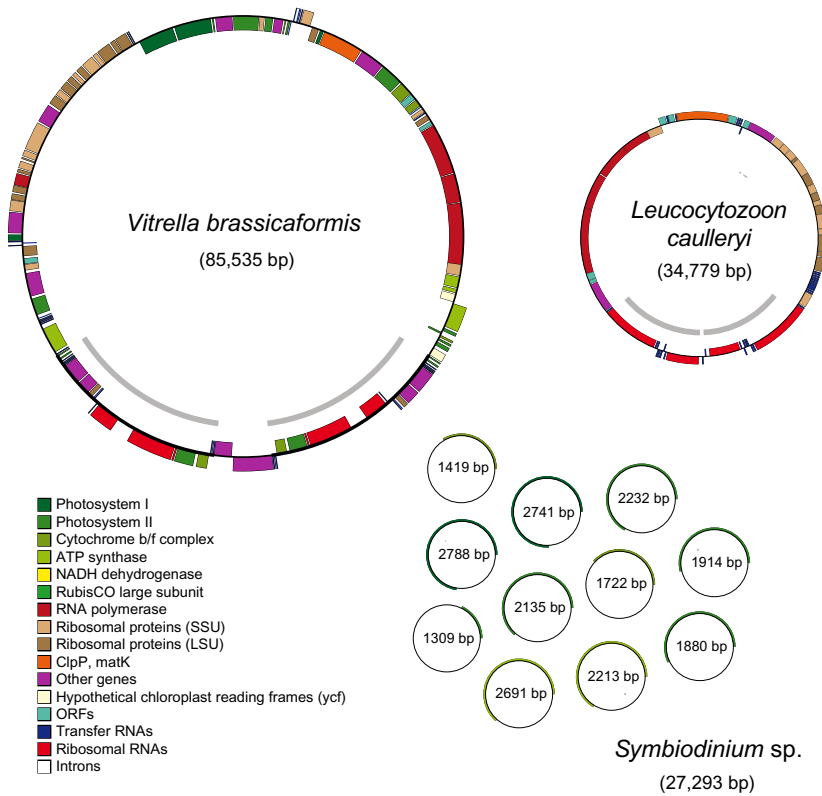 Vitrella brassicaformis
(85,535 bp)
Leucocytozoon
caulleryi
(34,779 bp)
1419 bp
2741 bp
2232 bp
2788 bp
1722 bp
1914 bp
2135 bp
1309 bp
1880 bp
2691 bp
2213 bp
Symbiodinium sp.
(27,293 bp)
Photosystem I
Photosystem II
Cytochrome b/f complex
ATP synthase
NADH dehydrogenase
RubisCO large subunit
RNA polymerase
Ribosomal proteins (SSU)
Ribosomal proteins (LSU)
ClpP, matK
Other genes
Hypothetical chloroplast reading frames (ycf)
ORFs
Transfer RNAs
Ribosomal RNAs
Introns